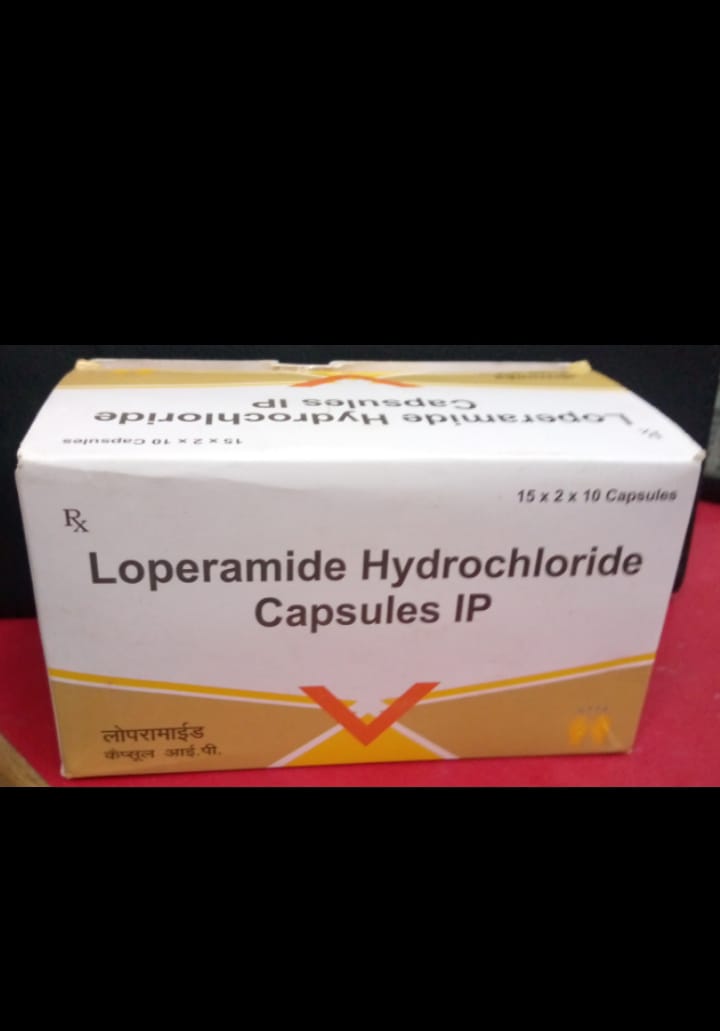 Loperamide Hydrochloride
Capsules IP
15 x 2 x 10 Capsules
15 x 2 x 10 Capsules
Rx
Loperamide Hydrochloride
Capsules IP
लोपरामाईड
कॅप्सूल आई.पी.